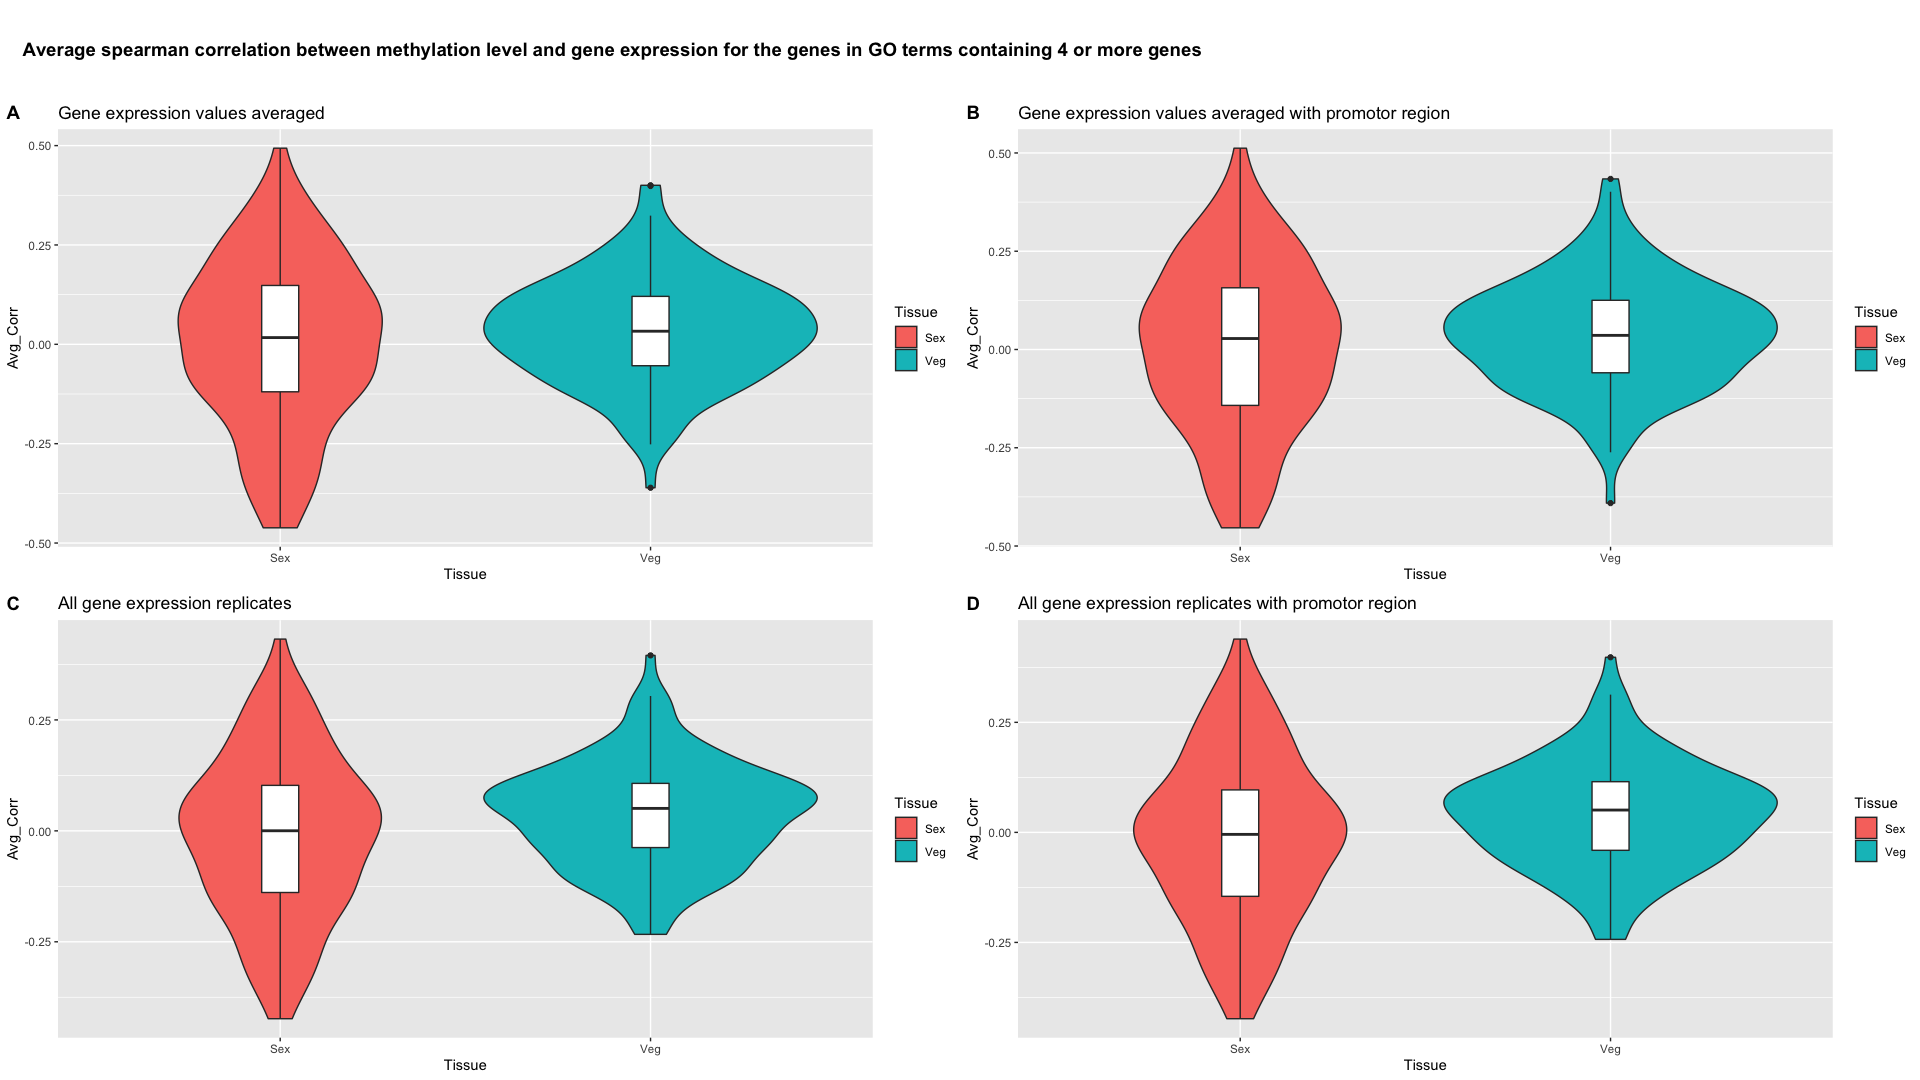 Average spearman correlation between methylation level and gene expression for the genes in GO terms containing 4 or more genes
A Gene expression values averaged
0.50
0.25
0.00
-0.25
-0.50
Avg_Corr
Sex Veg
Tissue
Tissue
Sex
Veg
B Gene expression values averaged with promotor region
0.50
0.25
0.00
-0.25
-0.50
Avg_Corr
Sex Veg
Tissue
Tissue
Sex
Veg
C All gene expression replicates
0.25
0.00
-0.25
Avg_Corr
Sex Veg
Tissue
Tissue
Sex
Veg
D All gene expression replicates with promotor region
0.25
0.00
-0.25
Avg_Corr
Sex Veg
Tissue
Tissue
Sex
Veg